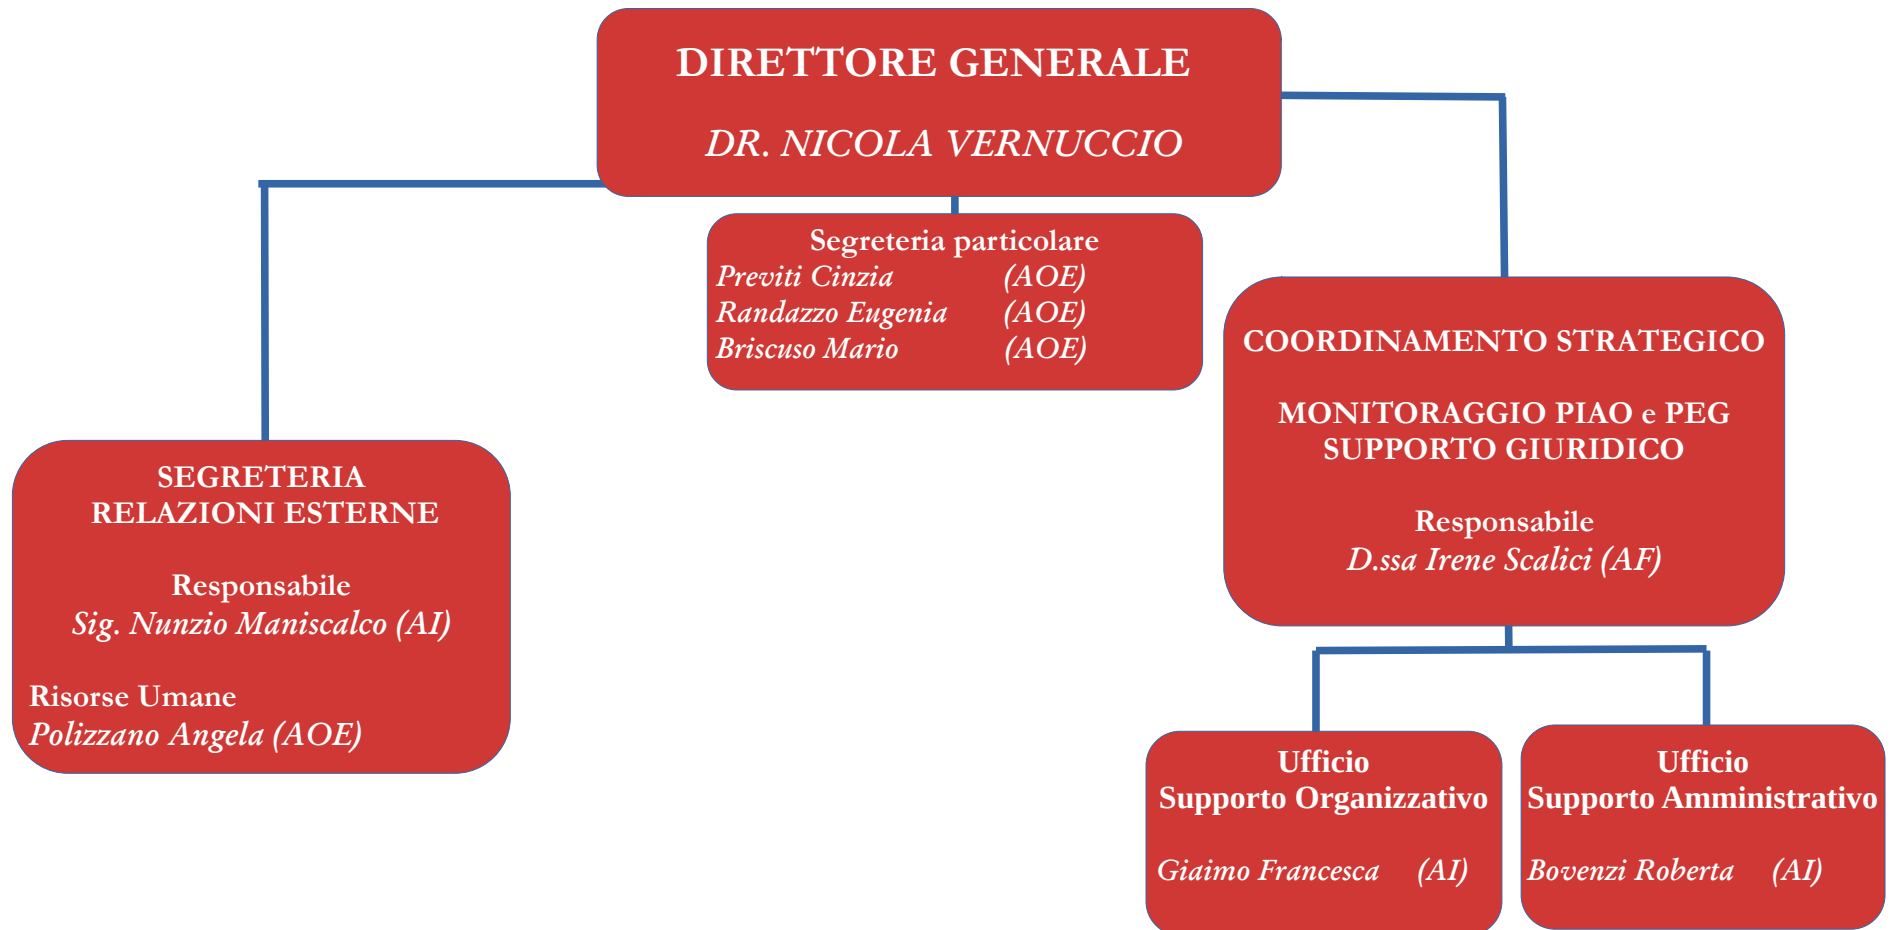 DIRETTORE GENERALE
DR. NICOLA VERNUCCIO
Segreteria particolare
Previti Cinzia (AOE)
Randazzo Eugenia (AOE)
Briscuso Mario (AOE)
COORDINAMENTO STRATEGICO
MONITORAGGIO PIAO e PEG
SUPPORTO GIURIDICO
Responsabile
D.ssa Irene Scalici (AF)
SEGRETERIA
RELAZIONI ESTERNE
Responsabile
Sig. Nunzio Maniscalco (AI)
Risorse Umane
Polizzano Angela (AOE)
Ufficio
Supporto Organizzativo
Giaimo Francesca (AI)
Ufficio
Supporto Amministrativo
Bovenzi Roberta (AI)